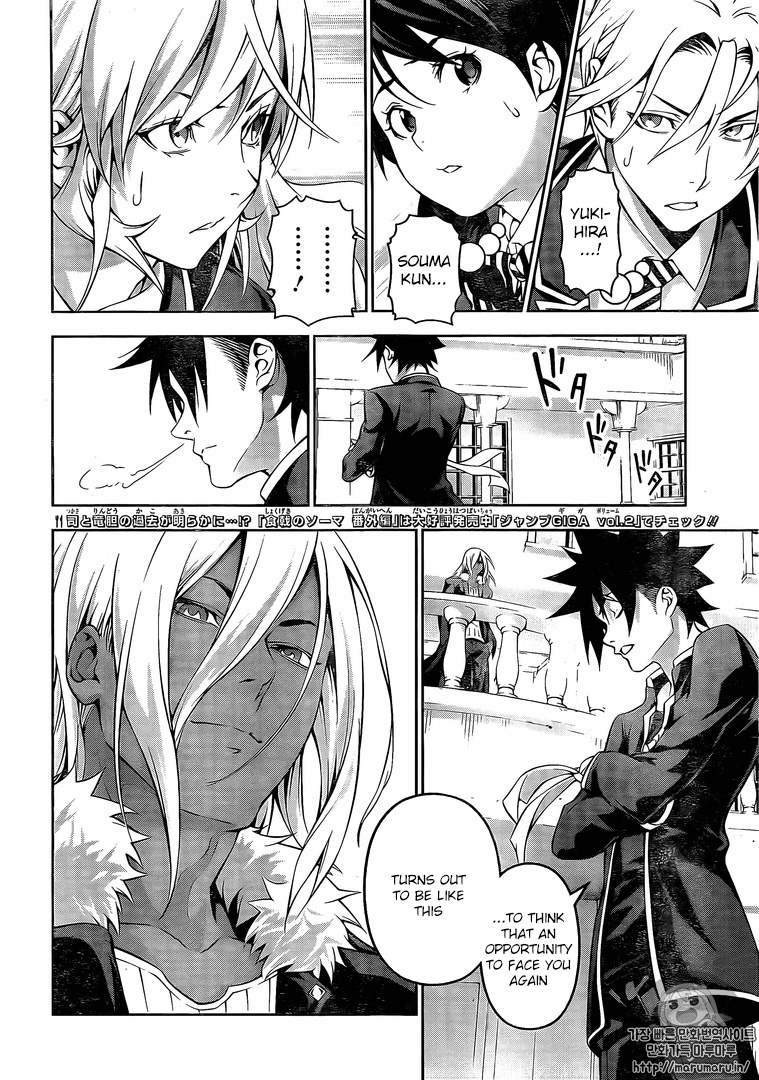 YUKI-
HIRA
...!
SOUMA
KUN...
......
......!
ドドタ
ドドタ
司と竜胆の過去が明らかに…!?「食戟のソーマ 番外編」は大好評発売中「ジャンプGIGA vol.2」でチェック!!
...TO THINK
THAT AN
OPPORTUNITY
TO FACE YOU
AGAIN
TURNS OUT
TO BE LIKE
THIS
가장 빠른 만화번역사이트
만화가득 마루마루
http://marumaru.in/